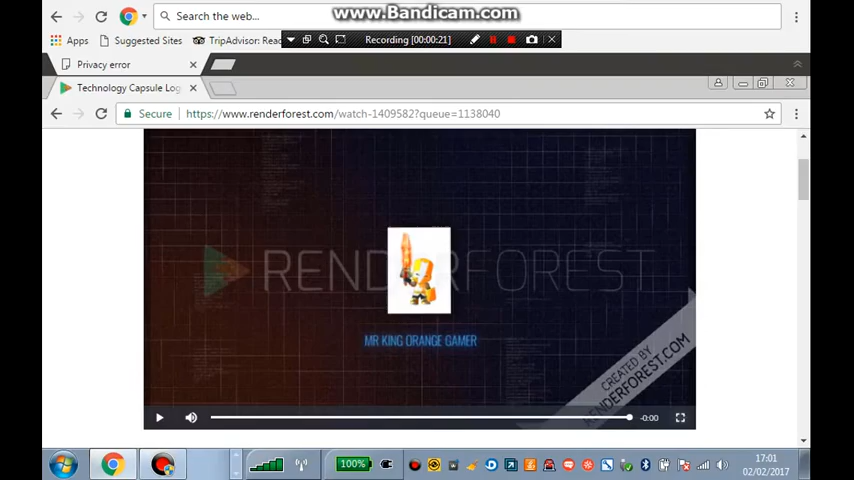 www.Bandicam.com
Search the web...
Apps
Suggested Sites
TripAdvisor: Read
Recording [00:00:21]
Privacy error
Technology Capsule Log
Secure
https://www.renderforest.com/watch-1409582?queue=1138040
RENDERFOREST
MR KING ORANGE GAMER
CREATED BY
RENDERFOREST.COM
-0:00
100%
17:01
02/02/2017